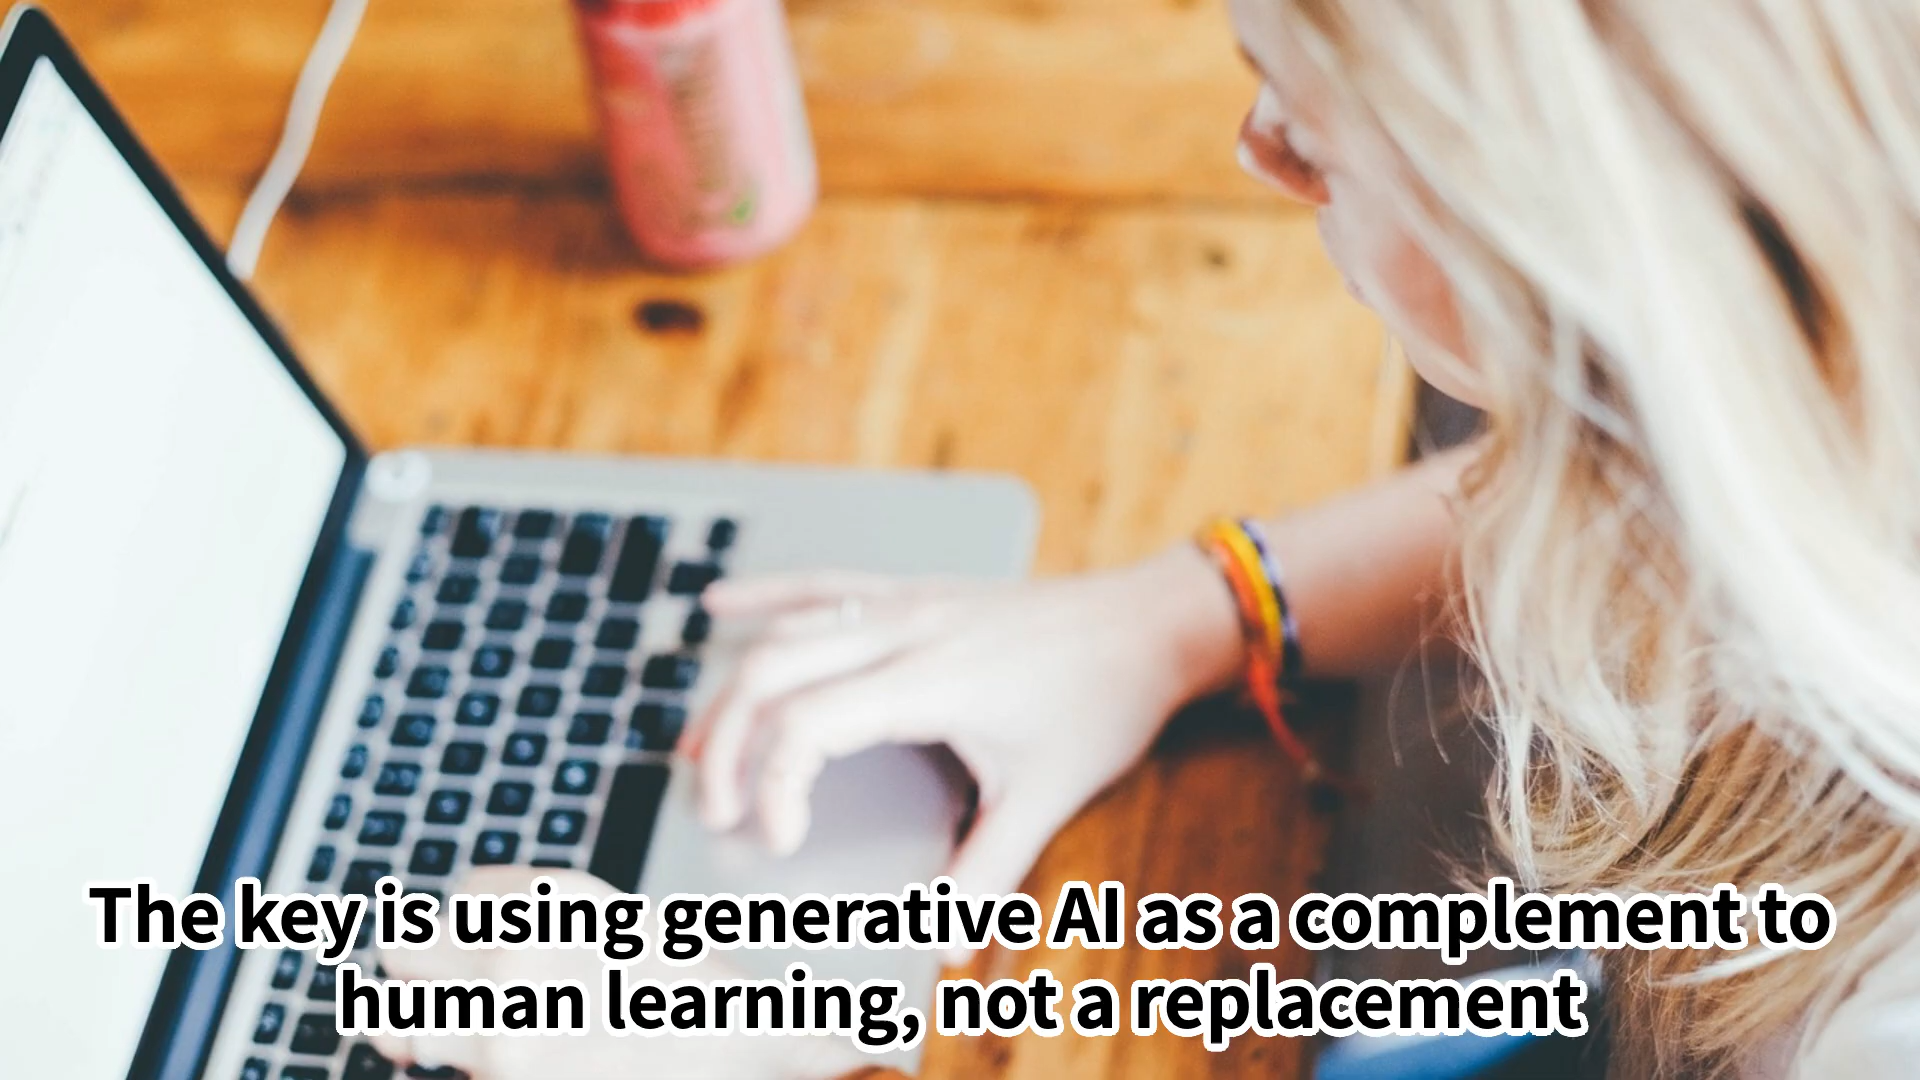 The key is using generative AI as a complement to
human learning, not a replacement